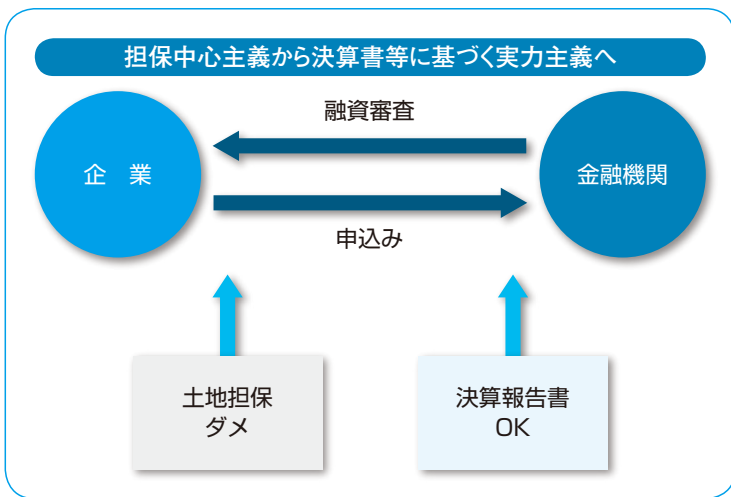 担保中心主義から決算書等に基づく実力主義へ
融資審査
企　業
金融機関
申込み
土地担保
ダメ
決算報告書
OK